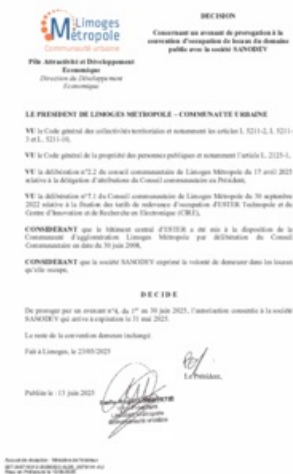 Limoges
Métropole
Communauté urbaine
DECISION
Concernant un avenant de prorogation à la
convention d'occupation de locaux du domaine
public avec la société SANODEV
Pôle Attractivité et Développement
Economique
Direction du Développement
Economique
LE PRESIDENT DE LIMOGES METROPOLE – COMMUNAUTE URBAINE
VU le Code général des collectivités territoriales et notamment les articles L. 5211-2, L 5211-
3 et L. 5211-10,
VU le Code général de la propriété des personnes publiques et notamment l'article L. 2125-1,
VU la délibération n°2.2 du conseil communautaire de Limoges Métropole du 17 avril 2025
relative à la délégation d'attributions du Conseil communautaire au Président,
VU la délibération n°7.1 du Conseil communautaire de Limoges Métropole du 30 septembre
2022 relative à la fixation des tarifs de redevance d'occupation d'ESTER Technopole et du
Centre d'Innovation et de Recherche en Electronique (CIRE),
CONSIDERANT que le bâtiment central d'ESTER a été mis à la disposition de la
Communauté d'agglomération Limoges Métropole par délibération du Conseil
Communautaire en date du 30 juin 2008,
CONSIDERANT que la société SANODEV exprime la volonté de demeurer dans les locaux
qu'elle occupe,
DECIDE
De proroger par un avenant n°4, du 1er au 30 juin 2025, l'autorisation consentie à la société
SANODEV qui arrive à expiration le 31 mai 2025.
Le reste de la convention demeure inchangé.
Fait à Limoges, le 23/05/2025
Le Président,
Publiée le : 13 juin 2025
Limoges Métropole
Accusé de réception - Ministère de l'Intérieur